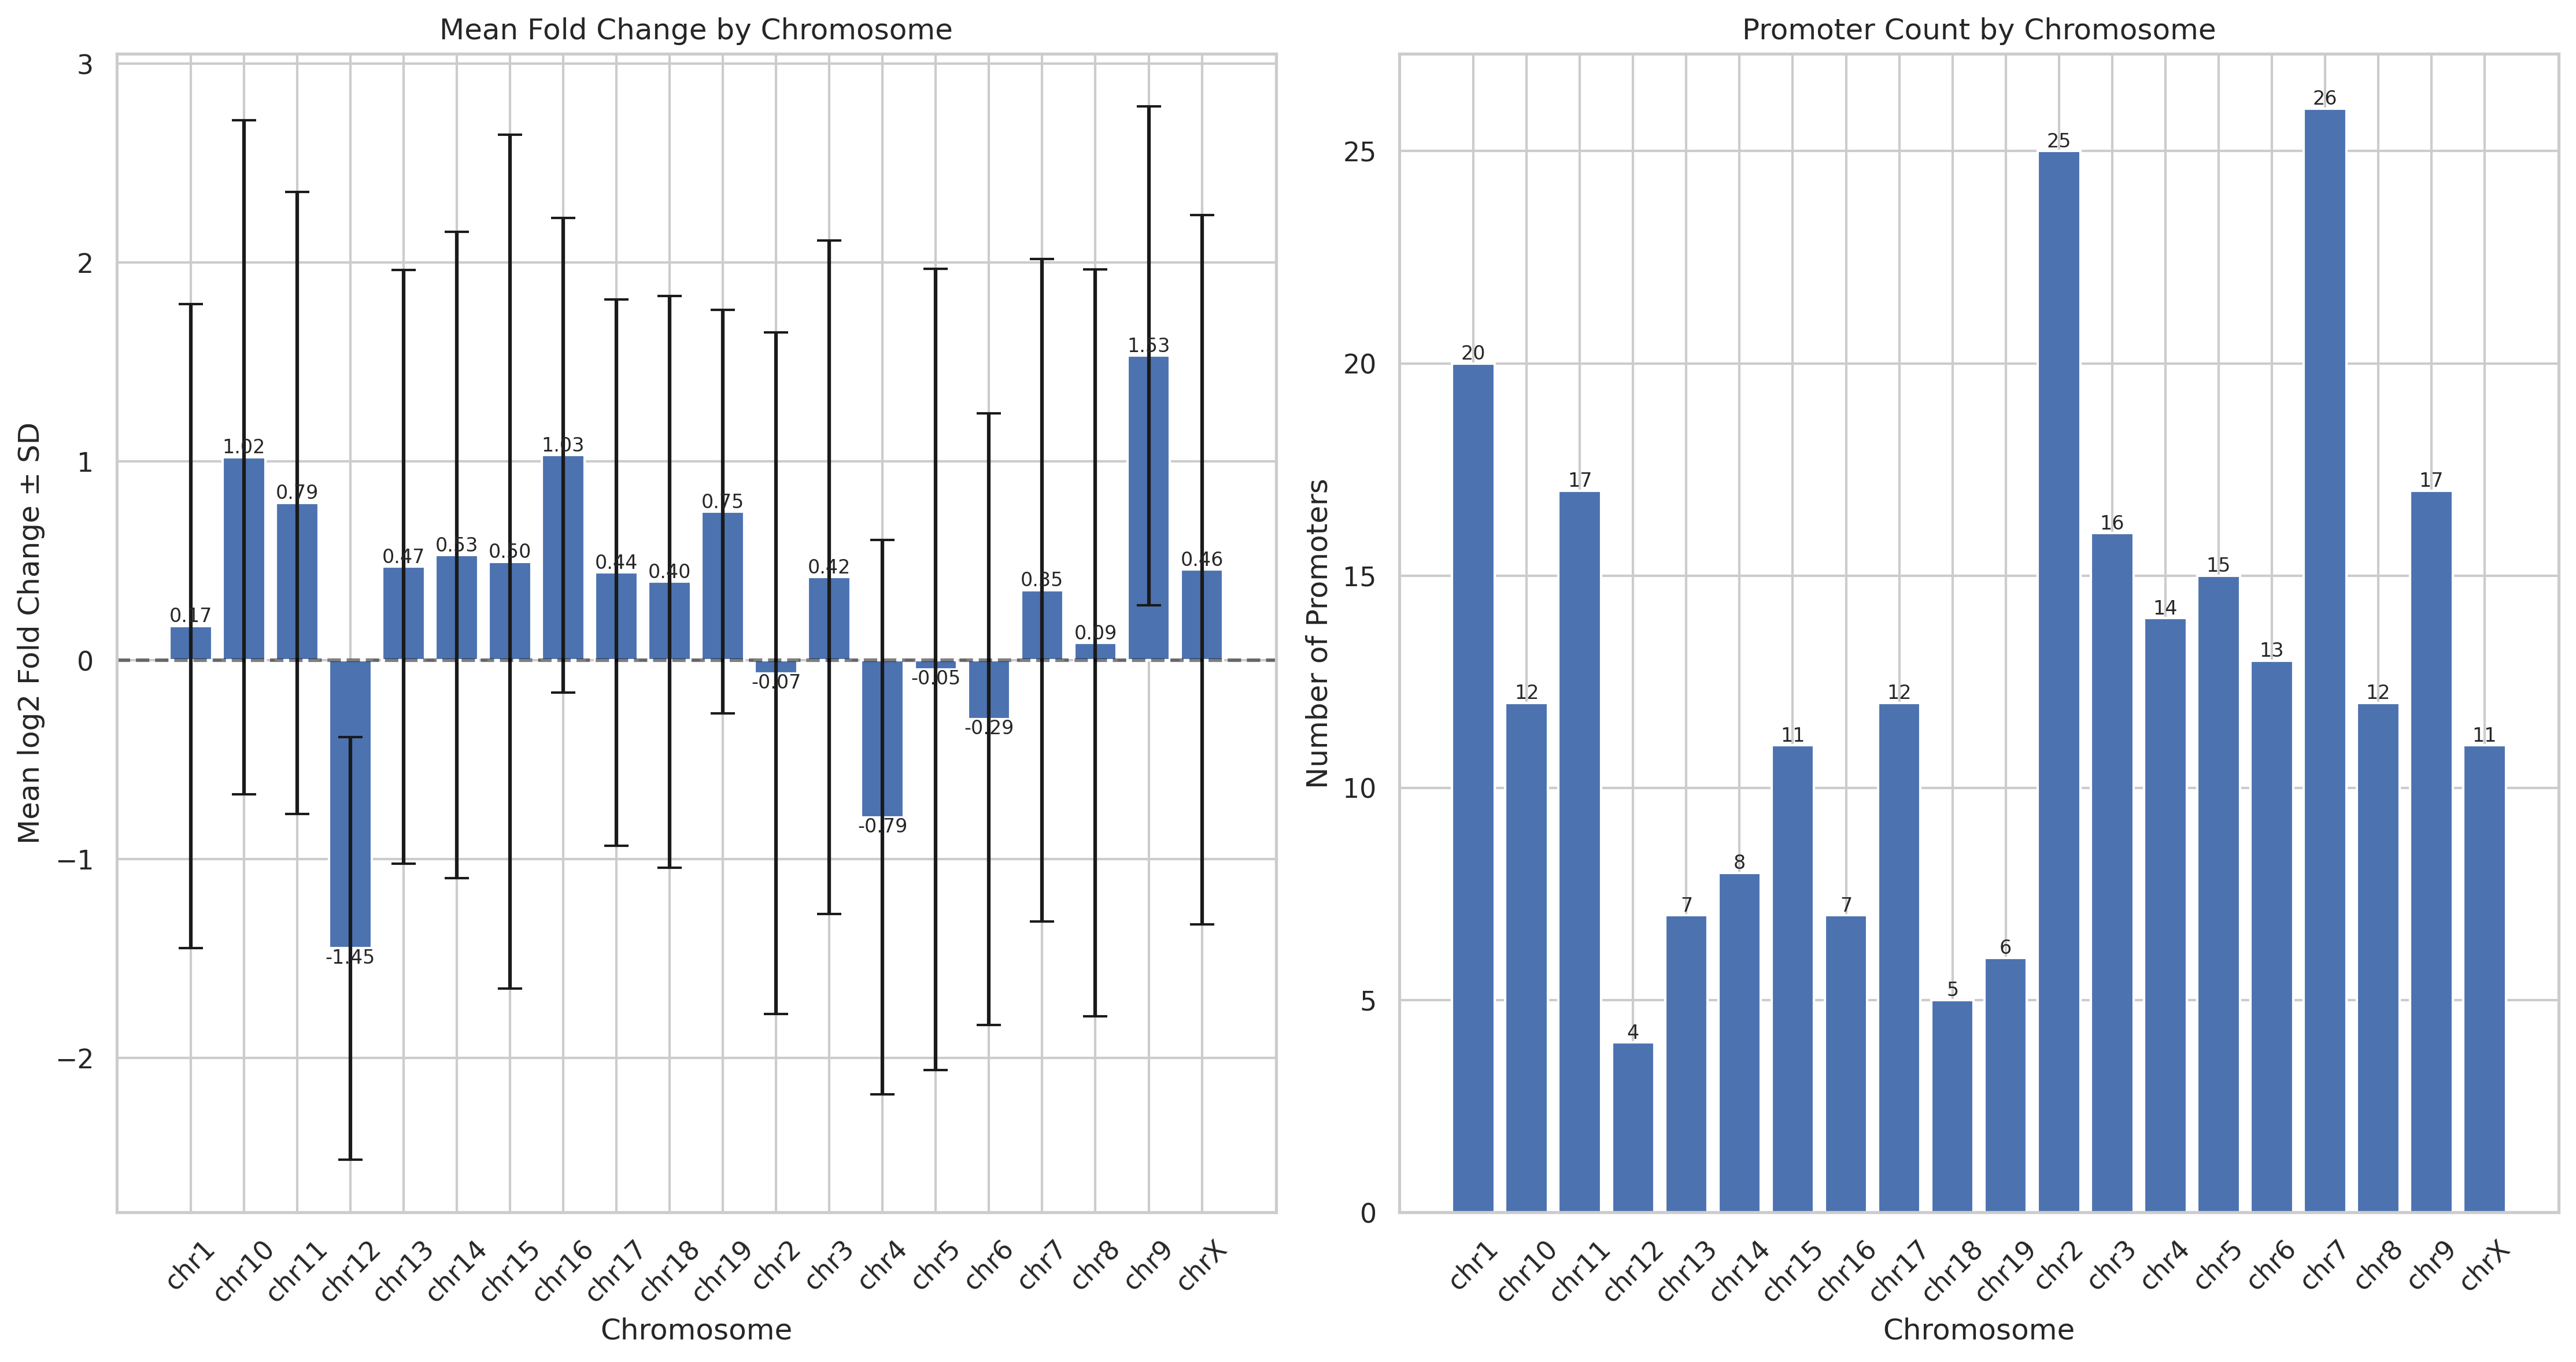 Mean Fold Change by Chromosome
Mean log2 Fold Change ± SD
3
2
1
0
−1
−2
0.17
1.02
0.79
-1.45
0.47
0.53
0.50
1.03
0.44
0.40
0.75
-0.07
0.42
-0.79
-0.05
-0.29
0.35
0.09
1.53
0.46
chr1
chr10
chr11
chr12
chr13
chr14
chr15
chr16
chr17
chr18
chr19
chr2
chr3
chr4
chr5
chr6
chr7
chr8
chr9
chrX
Chromosome
Promoter Count by Chromosome
Number of Promoters
25
20
15
10
5
0
20
12
17
4
7
8
11
7
12
5
6
25
16
14
15
13
26
12
17
11
chr1
chr10
chr11
chr12
chr13
chr14
chr15
chr16
chr17
chr18
chr19
chr2
chr3
chr4
chr5
chr6
chr7
chr8
chr9
chrX
Chromosome